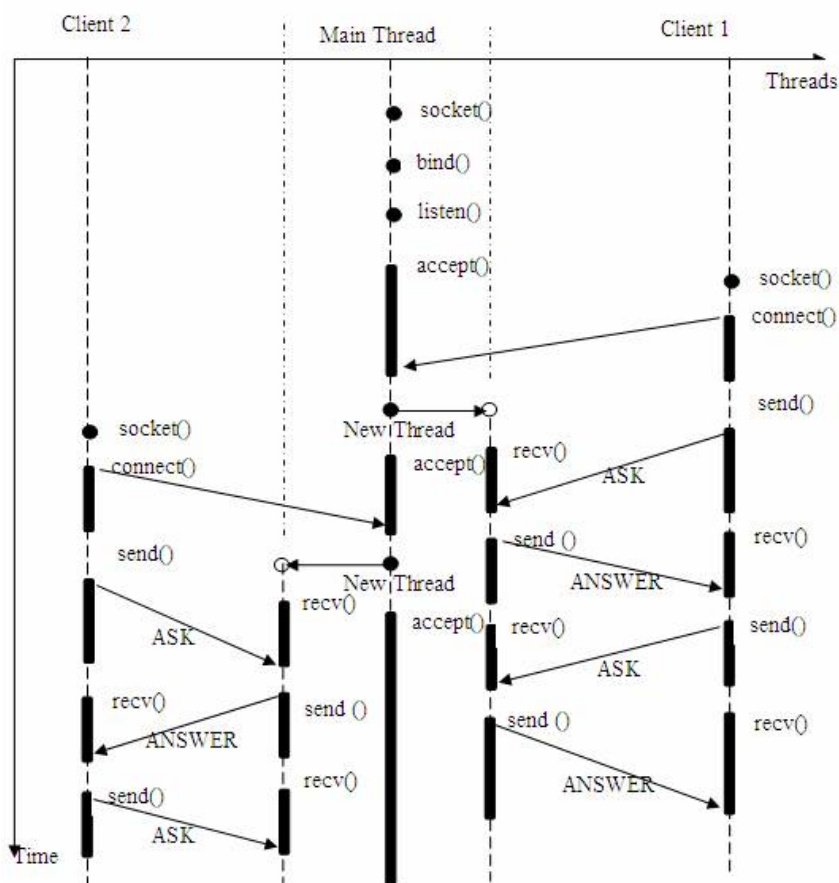 Client 2
Main Thread
Client 1
Threads
socket()
bind()
listen()
accept()
socket()
connect()
send()
New Thread
socket()
connect()
accept()
recv()
ASK
send()
New Thread
send ()
recv()
ANSWER
ASK
recv()
accept()
recv()
send()
ASK
recv()
ANSWER
send ()
send ()
recv()
ANSWER
send()
ASK
recv()
Time